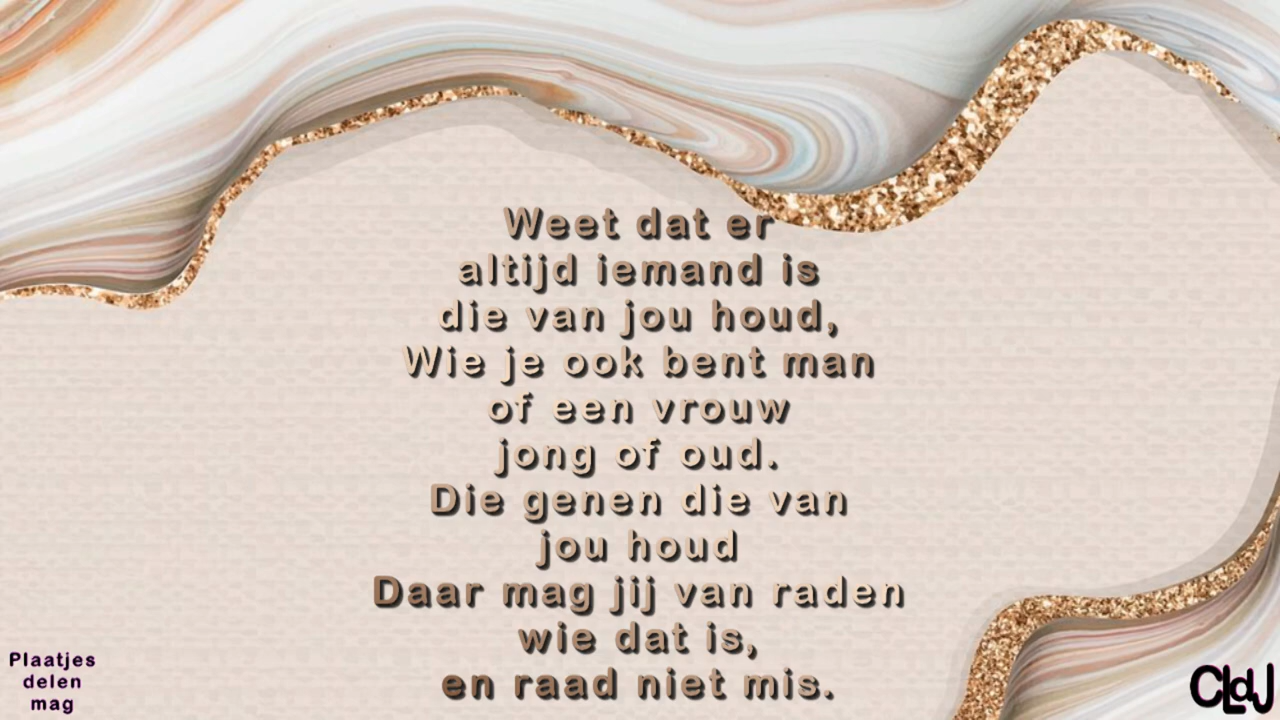 Weet dat er
altijd iemand is
die van jou houd,
Wie je ook bent man
of een vrouw
jong of oud.
Die genen die van
jou houd
Daar mag jij van raden
wie dat is,
en raad niet mis.
Plaatjes
delen
mag
CLdJ